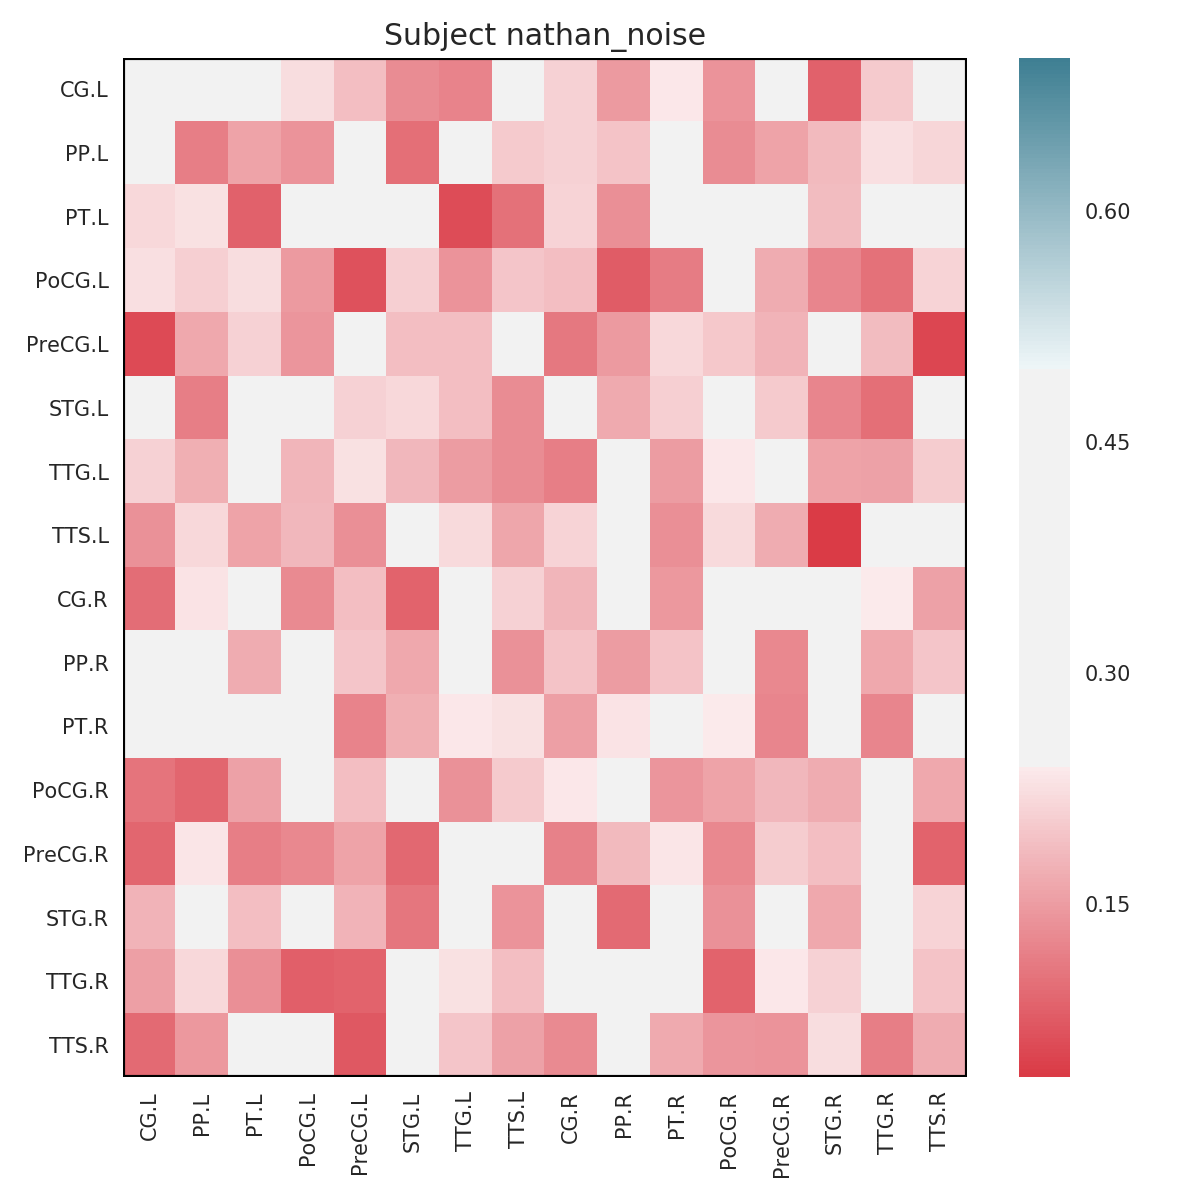 Subject nathan_noise
CG.L
PP.L
PT.L
PoCG.L
PreCG.L
STG.L
TTG.L
TTS.L
CG.R
PP.R
PT.R
PoCG.R
PreCG.R
STG.R
TTG.R
TTS.R
CG.L
PP.L
PT.L
PoCG.L
PreCG.L
STG.L
TTG.L
TTS.L
CG.R
PP.R
PT.R
PoCG.R
PreCG.R
STG.R
TTG.R
TTS.R
0.60
0.45
0.30
0.15